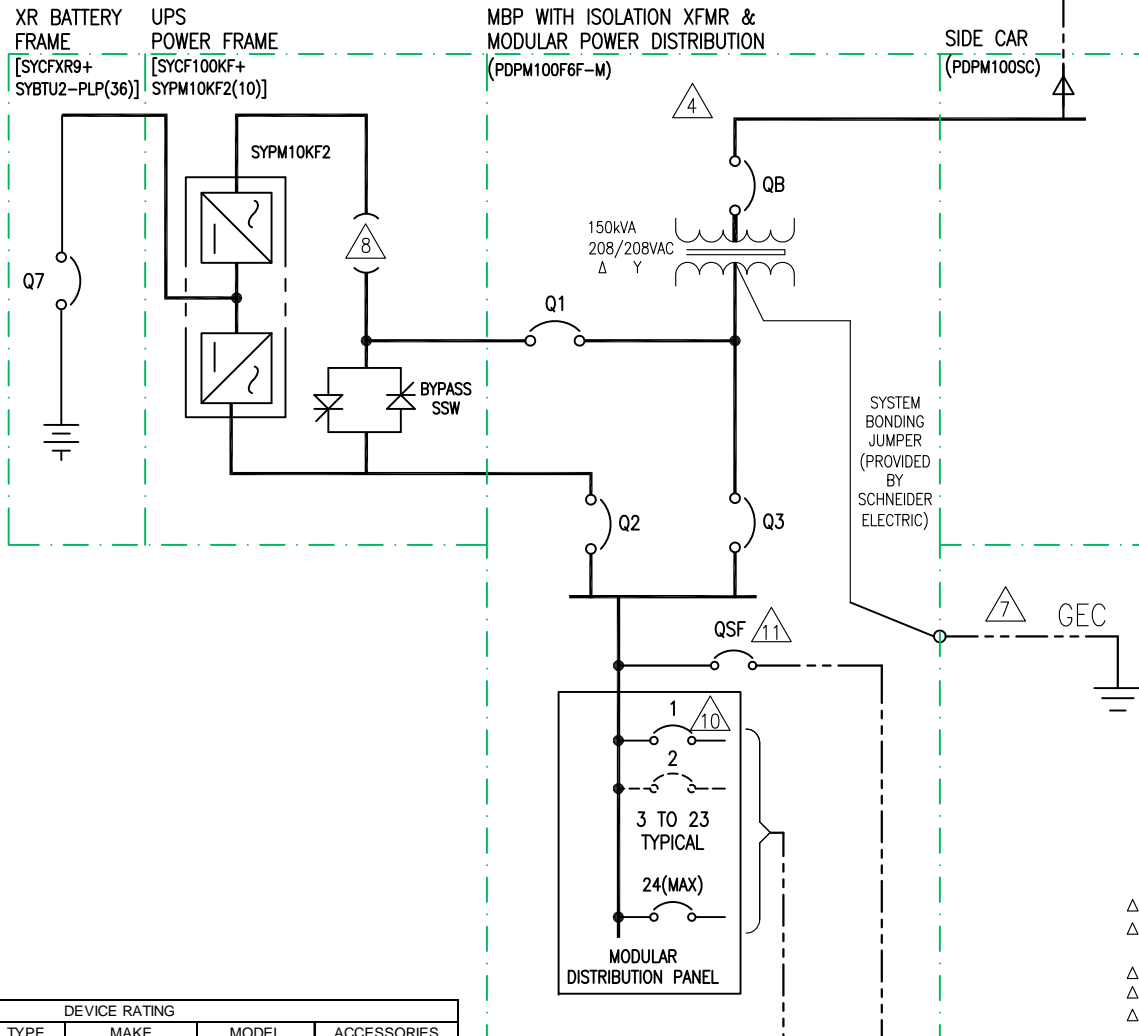 XR BATTERY
FRAME
[SYCFXR9+
SYBTU2-PLP(36)]
UPS
POWER FRAME
[SYCF100KF+
SYPM10KF2(10)]
MBP WITH ISOLATION XFMR &
MODULAR POWER DISTRIBUTION
(PDPM100F6F-M)
SIDE CAR
(PDPM100SC)
4
SYPM10KF2
QB
150kVA
208/208VAC
Δ Y
8
Q7
Q1
BYPASS
SSW
SYSTEM
BONDING
JUMPER
(PROVIDED
BY
SCHNEIDER
ELECTRIC)
Q2
Q3
7
GEC
QSF
11
1
10
2
3 TO 23
TYPICAL
24(MAX)
MODULAR
DISTRIBUTION PANEL
DEVICE RATING
TYPE MAKE MODEL ACCESSORIES